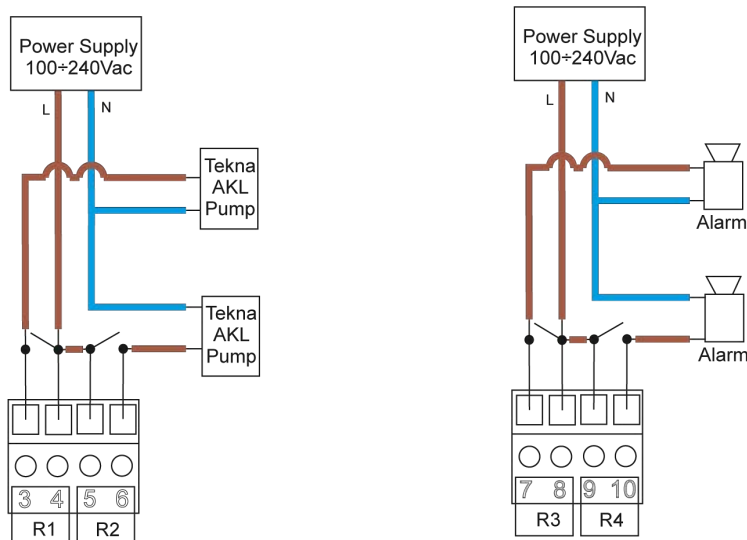 Power Supply
100÷240Vac
L
N
Tekna
AKL
Pump
Tekna
AKL
Pump
3 4 5 6
R1 R2
Power Supply
100÷240Vac
L
N
Alarm
Alarm
7 8 9 10
R3 R4